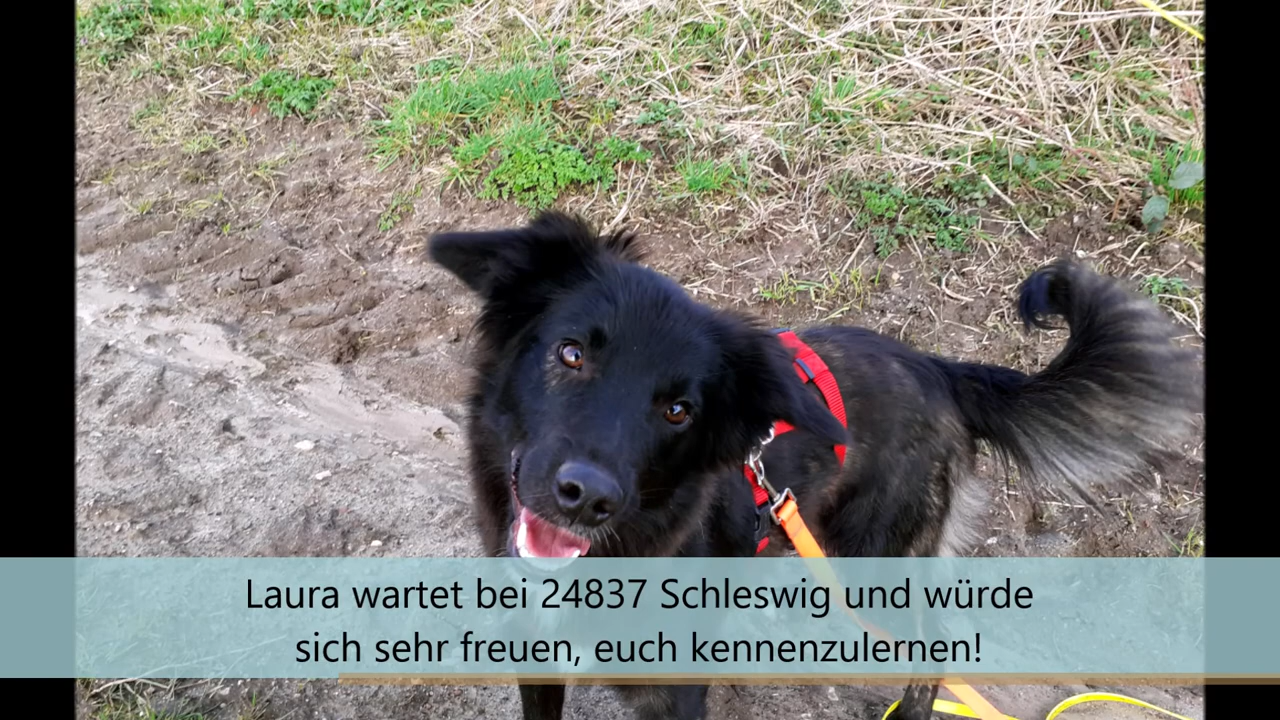 Laura wartet bei 24837 Schleswig und würde
sich sehr freuen, euch kennenzulernen!